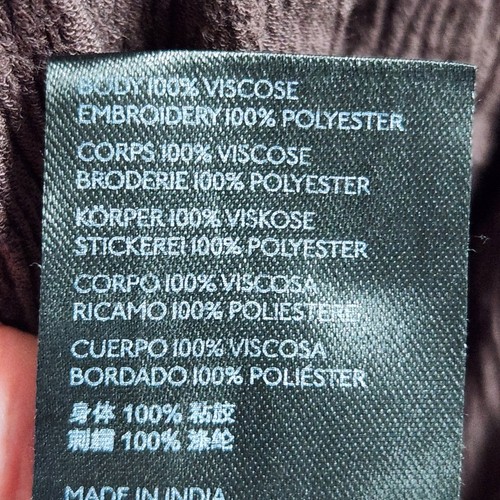 BODY 100% VISCOSE
EMBROIDERY 100% POLYESTER
CORPS 100% VISCOSE
BRODERIE 100% POLYESTER
KÖRPER 100% VISKOSE
STICKEREI 100% POLYESTER
CORPO 100% VISCOSA
RICAMO 100% POLIESTERE
CUERPO 100% VISCOSA
BORDADO 100% POLIÉSTER
身体 100% 粘胶
刺繡 100% 涤纶
MADE IN INDIA